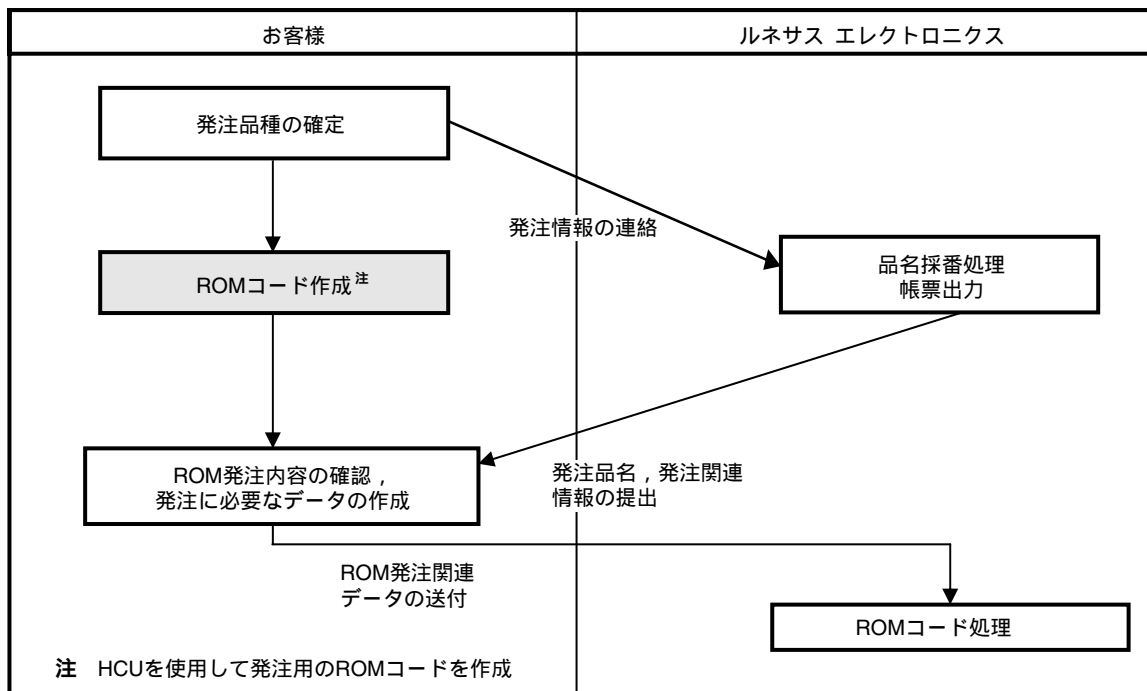 お客様
ルネサス エレクトロニクス
発注品種の確定
発注情報の連絡
品名採番処理
帳票出力
ROMコード作成注
ROM発注内容の確認，
発注に必要なデータの作成
発注品名，発注関連
情報の提出
ROM発注関連
データの送付
ROMコード処理
注 HCUを使用して発注用のROMコードを作成